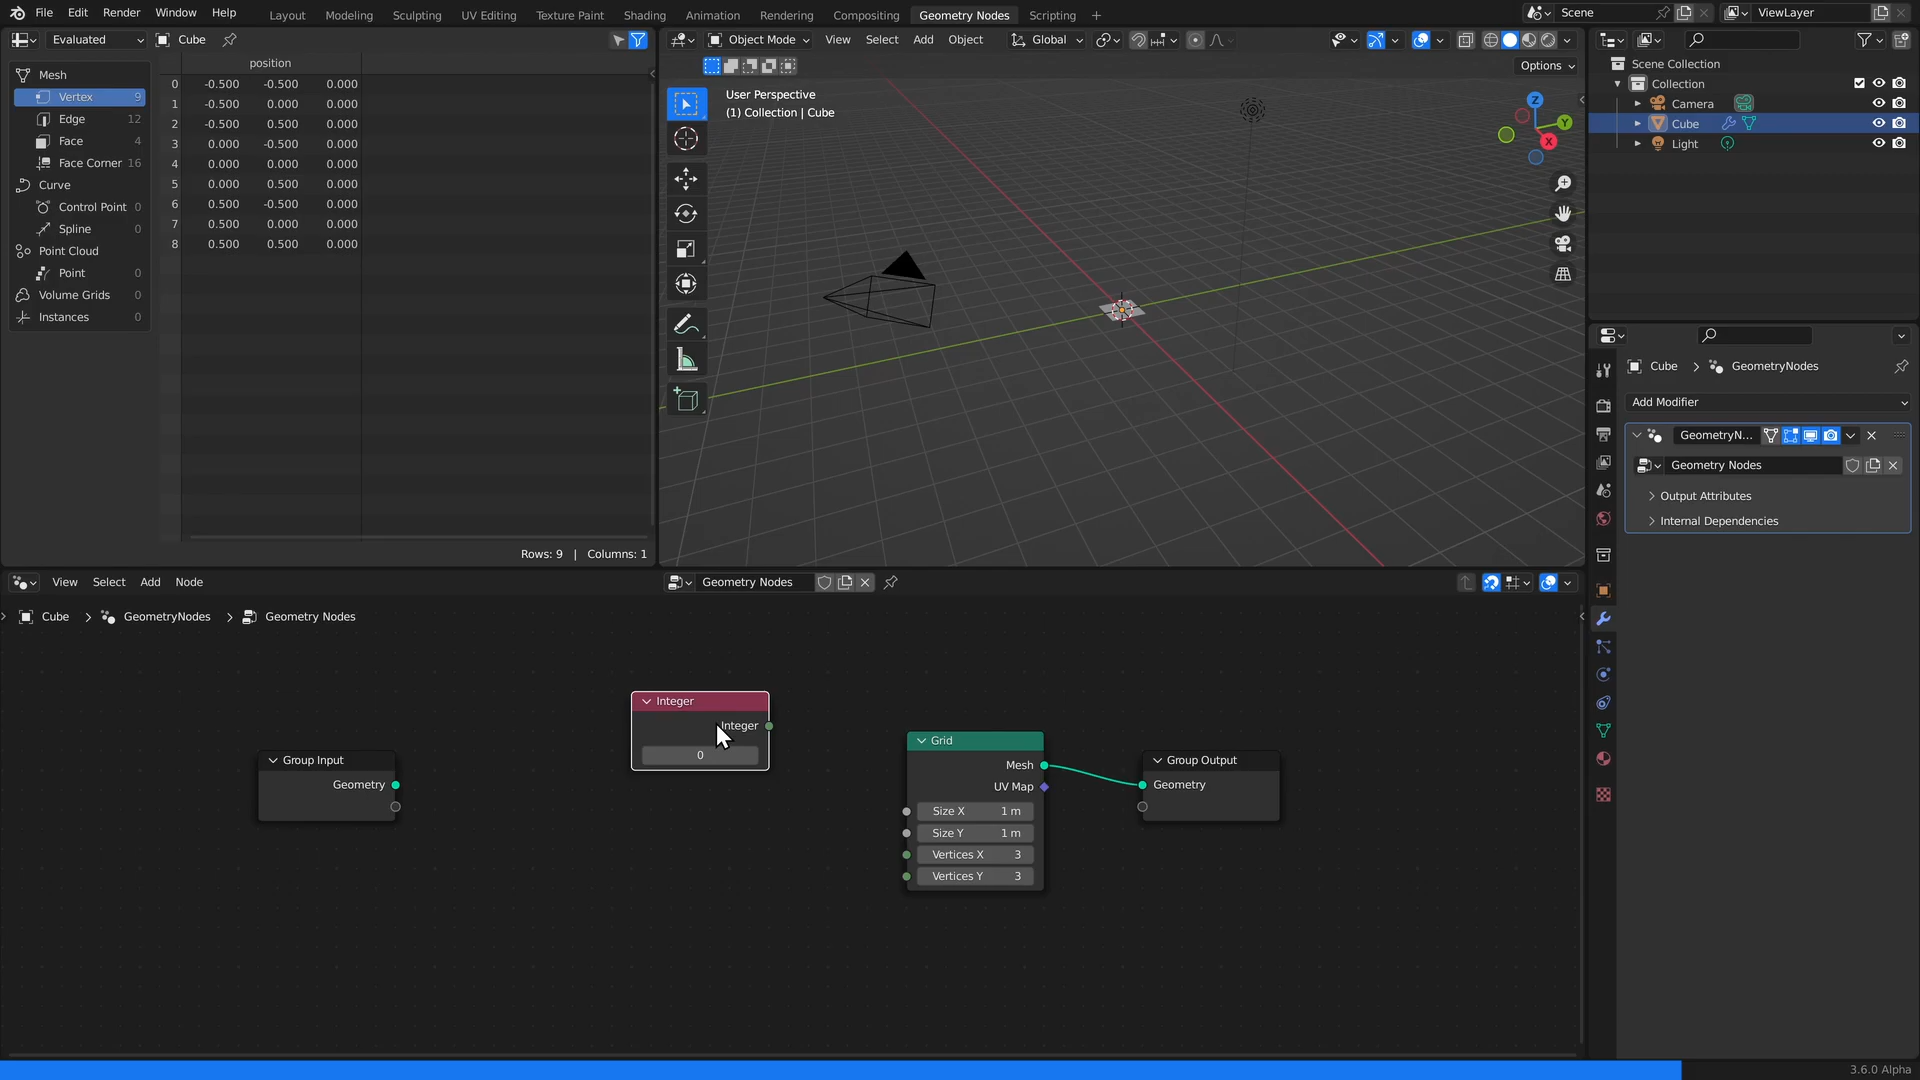 File Edit Render Window Help Layout Modeling Sculpting UV Editing Texture Paint Shading Animation Rendering Compositing Geometry Nodes Scripting + Scene ViewLayer
Evaluated Cube
position
Mesh
Vertex 9
Edge 12
Face 4
Face Corner 16
Curve
Control Point 0
Spline 0
Point Cloud
Point 0
Volume Grids 0
Instances 0
0 -0.500 -0.500 0.000
1 -0.500 0.000 0.000
2 -0.500 0.500 0.000
3 0.000 -0.500 0.000
4 0.000 0.000 0.000
5 0.000 0.500 0.000
6 0.500 -0.500 0.000
7 0.500 0.000 0.000
8 0.500 0.500 0.000
Rows: 9 | Columns: 1
Object Mode View Select Add Object Global
Options
User Perspective
(1) Collection | Cube
Z
Y
X
Scene Collection
Collection
Camera
Cube
Light
Cube > GeometryNodes
Add Modifier
GeometryN...
Geometry Nodes
Output Attributes
Internal Dependencies
View Select Add Node Geometry Nodes
Cube > GeometryNodes > Geometry Nodes
Group Input
Geometry
Integer
Integer
0
Grid
Mesh
UV Map
Size X 1 m
Size Y 1 m
Vertices X 3
Vertices Y 3
Group Output
Geometry
3.6.0 Alpha